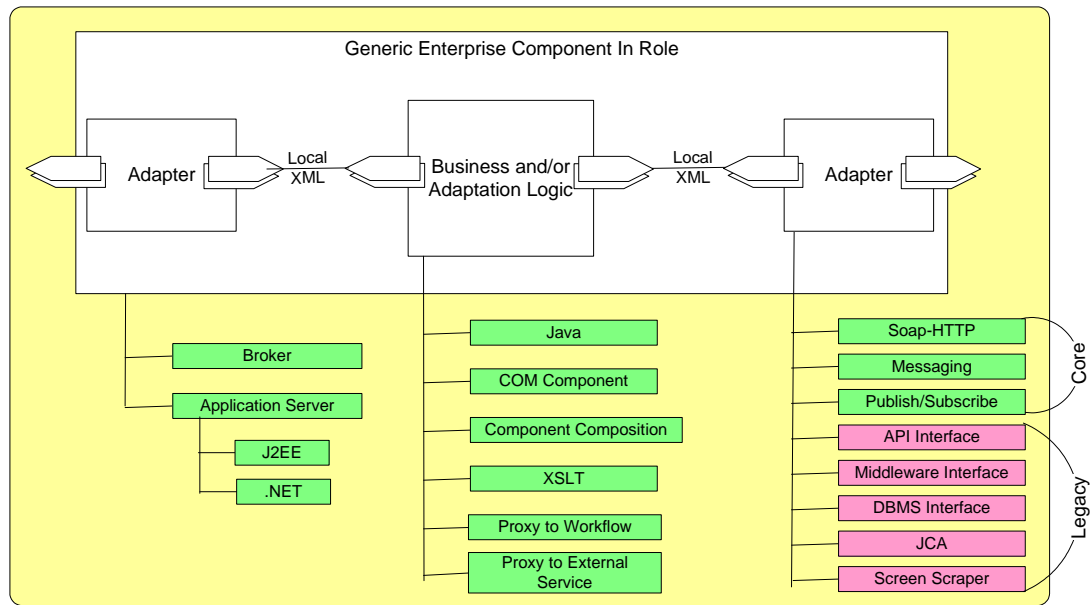 Generic Enterprise Component In Role
Adapter
Local
XML
Business and/or
Adaptation Logic
Local
XML
Adapter
Broker
Application Server
J2EE
.NET
Java
COM Component
Component Composition
XSLT
Proxy to Workflow
Proxy to External
Service
Soap-HTTP
Messaging
Publish/Subscribe
API Interface
Middleware Interface
DBMS Interface
JCA
Screen Scraper
Core
Legacy